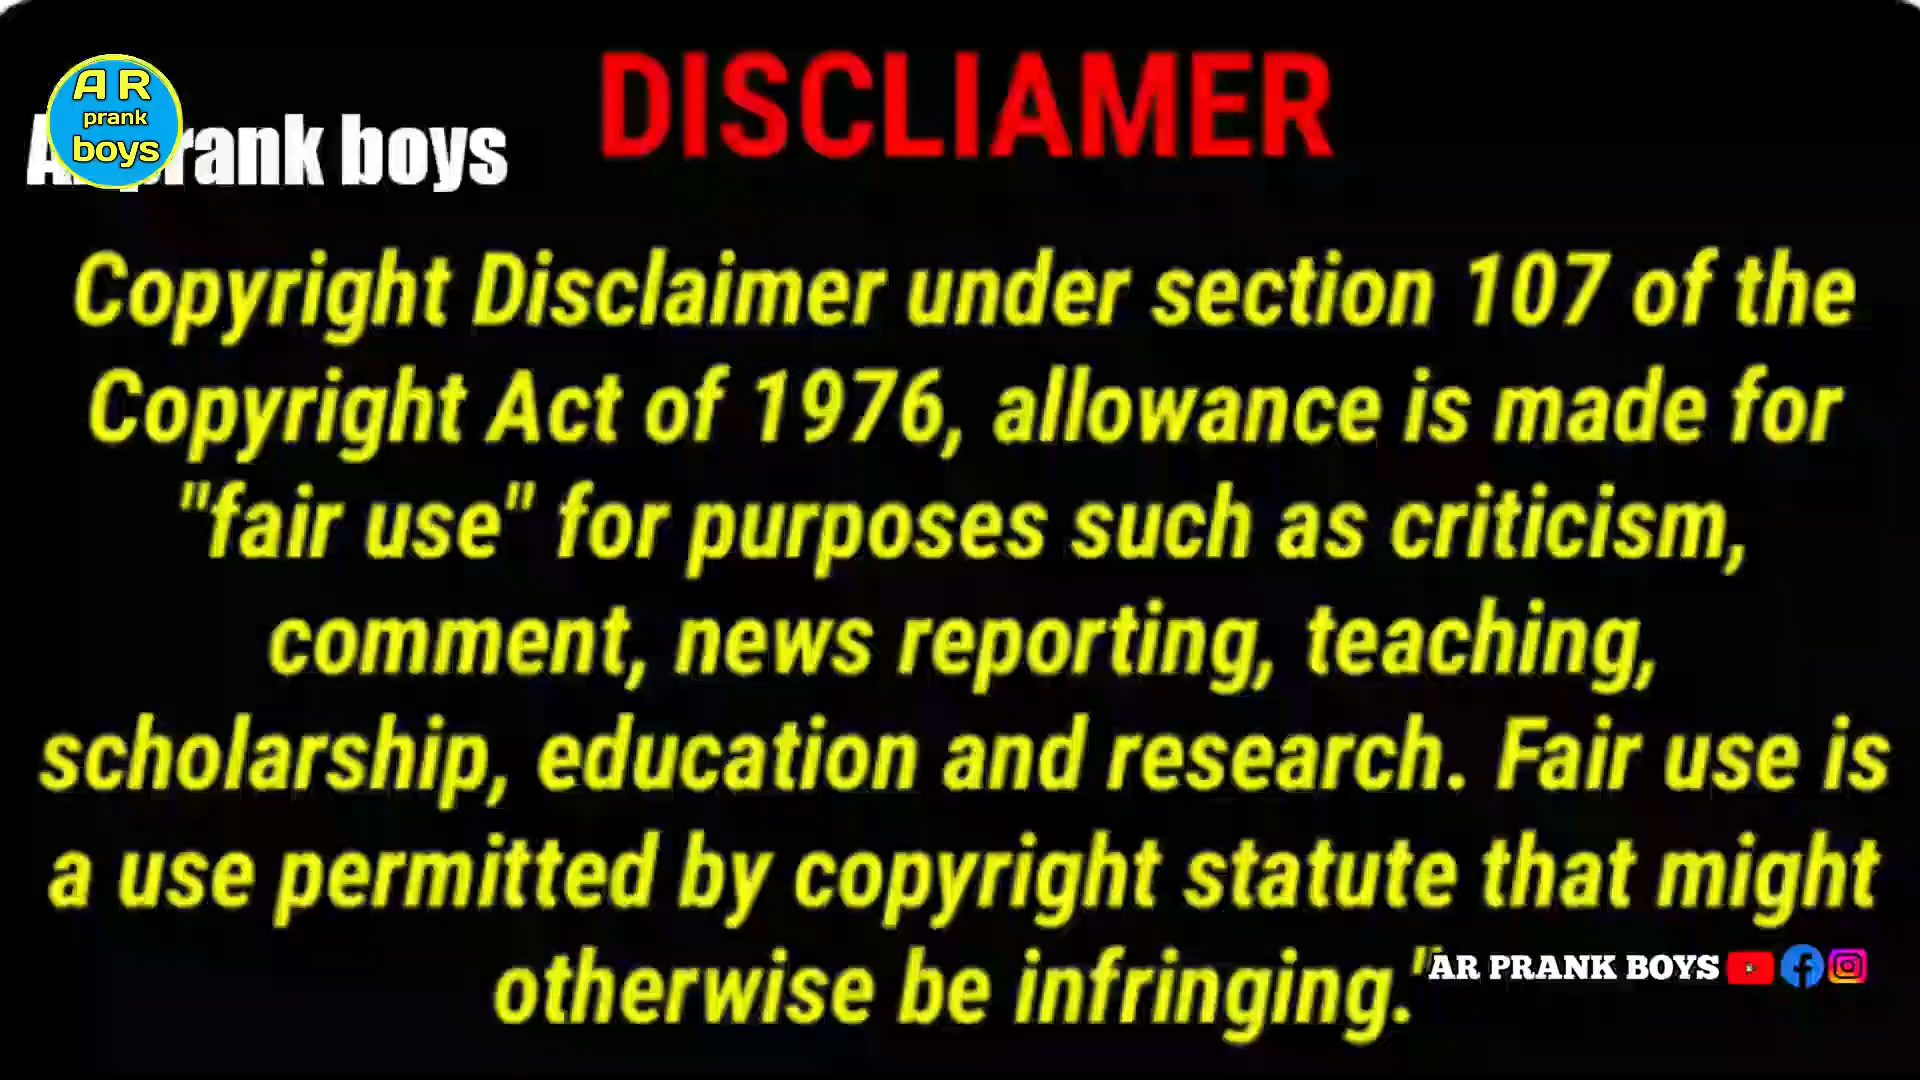 AR
prank
boys
DISCLIAMER
rank boys
Copyright Disclaimer under section 107 of the
Copyright Act of 1976, allowance is made for
"fair use" for purposes such as criticism,
comment, news reporting, teaching,
scholarship, education and research. Fair use is
a use permitted by copyright statute that might
otherwise be infringing."
AR PRANK BOYS